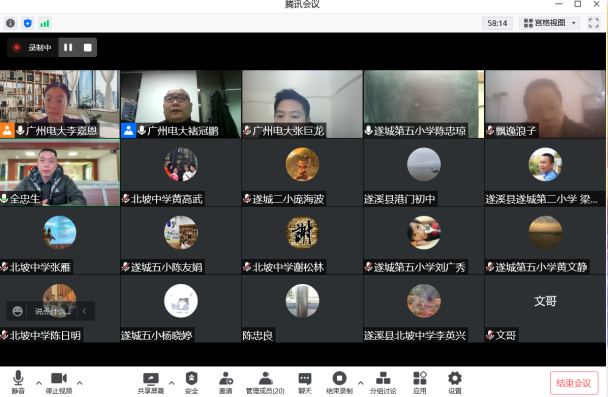 腾讯会议
58:14
宫格视图
录制中
广州电大李嘉恩
广州电大褚冠鹏
广州电大张巨龙
遂城第五小学陈忠琼
飘逸浪子
全忠生
北坡中学黄高武
遂城二小庞海波
遂溪县港门初中
遂溪县遂城第二小学 梁...
北坡中学张雁
遂城五小陈友娟
北坡中学谢松林
遂城第五小学刘广秀
遂城第五小学黄文静
謝
说点什么...
文哥
北坡中学陈日明
遂城五小杨晓婷
陈忠良
遂溪县北坡中学李英兴
文哥
静音
停止视频
共享屏幕
安全
邀请
管理成员(20)
聊天
结束录制
分组讨论
应用
设置
结束会议